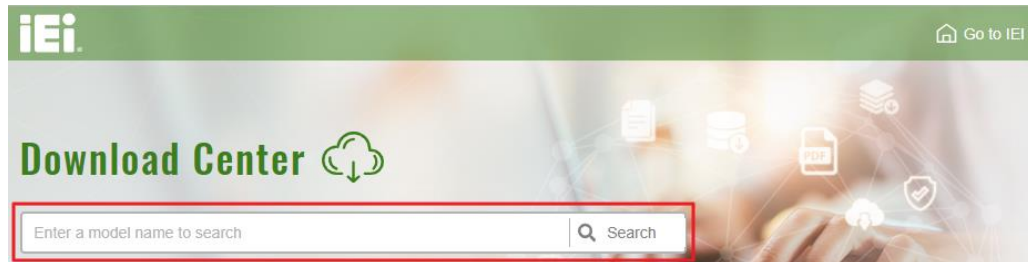 iEi.
Go to IEI
Download Center
PDF
Enter a model name to search
Search